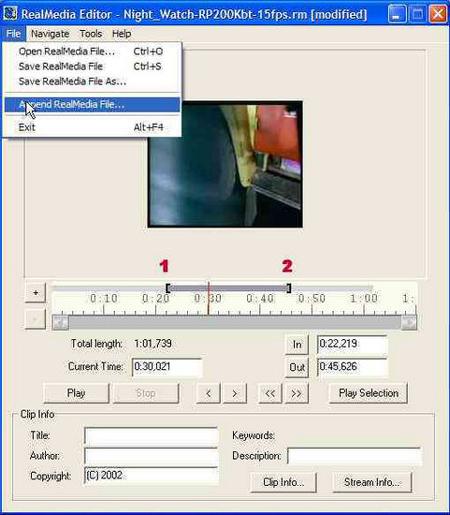 RealMedia Editor - Night_Watch-RP200Kbt-15fps.rm [modified]
File Navigate Tools Help
Open RealMedia File... Ctrl+O
Save RealMedia File Ctrl+S
Save RealMedia File As...
Append RealMedia File...
Exit Alt+F4
1 2
+
0:10 0:20 0:30 0:40 0:50 1:00 1:
-
Total length: 1:01,739 In 0:22,219
Current Time: 0:30,021 Out 0:45,626
Play Stop < > << >> Play Selection
Clip Info
Title: Keywords:
Author: Description:
Copyright: (C) 2002 Clip Info... Stream Info...